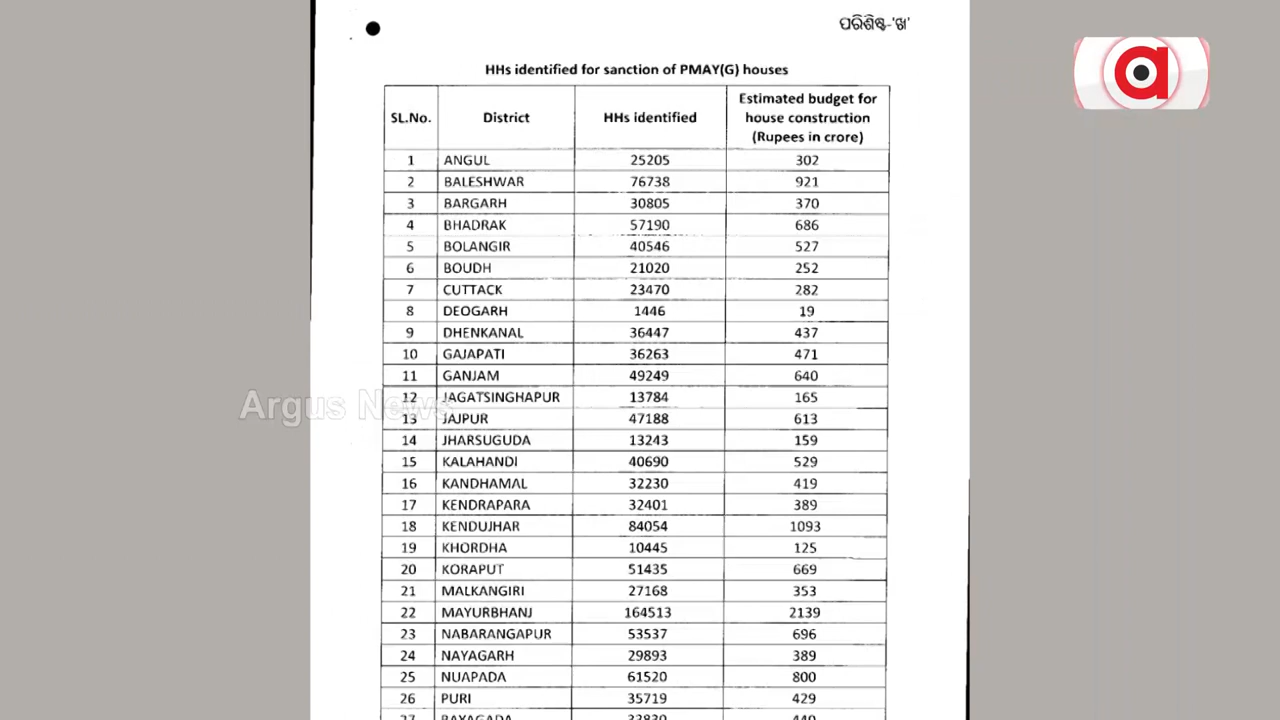 ପରିଶିଷ୍ଟ-'ଖ'
a
HHs identified for sanction of PMAY(G) houses
SL.No. District HHs identified Estimated budget for house construction (Rupees in crore)
1 ANGUL 25205 302
2 BALESHWAR 76738 921
3 BARGARH 30805 370
4 BHADRAK 57190 686
5 BOLANGIR 40546 527
6 BOUDH 21020 252
7 CUTTACK 23470 282
8 DEOGARH 1446 19
9 DHENKANAL 36447 437
10 GAJAPATI 36263 471
11 GANJAM 49249 640
Argus News
12 JAGATSINGHAPUR 13784 165
13 JAJPUR 47188 613
14 JHARSUGUDA 13243 159
15 KALAHANDI 40690 529
16 KANDHAMAL 32230 419
17 KENDRAPARA 32401 389
18 KENDUJHAR 84054 1093
19 KHORDHA 10445 125
20 KORAPUT 51435 669
21 MALKANGIRI 27168 353
22 MAYURBHANJ 164513 2139
23 NABARANGAPUR 53537 696
24 NAYAGARH 29893 389
25 NUAPADA 61520 800
26 PURI 35719 429
27 RAYAGADA 33830 440